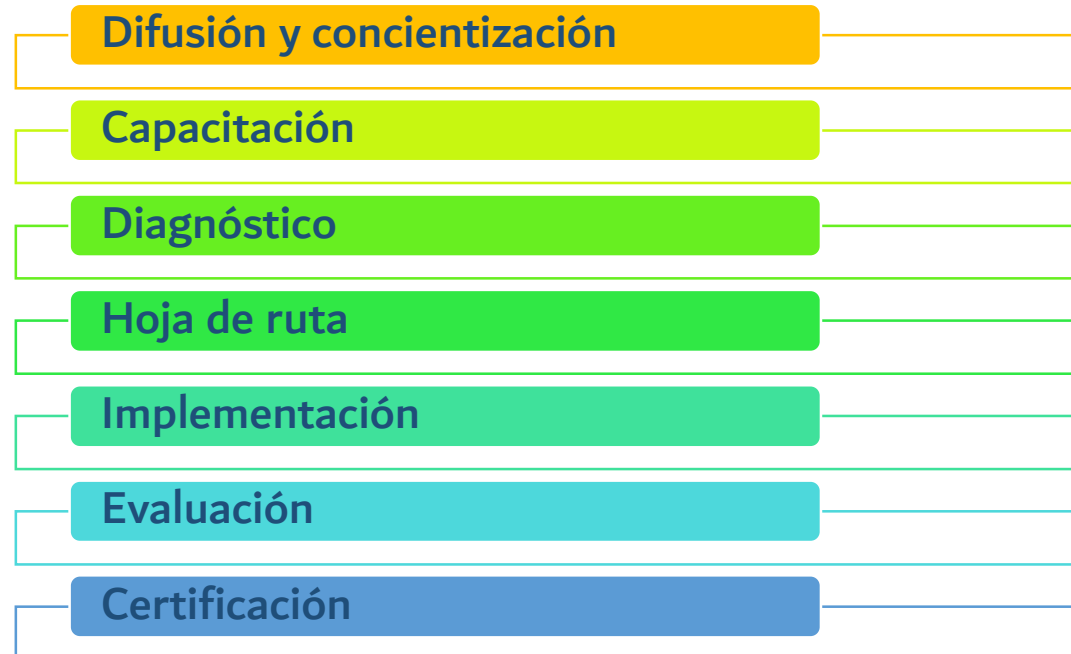 Difusión y concientización
Capacitación
Diagnóstico
Hoja de ruta
Implementación
Evaluación
Certificación